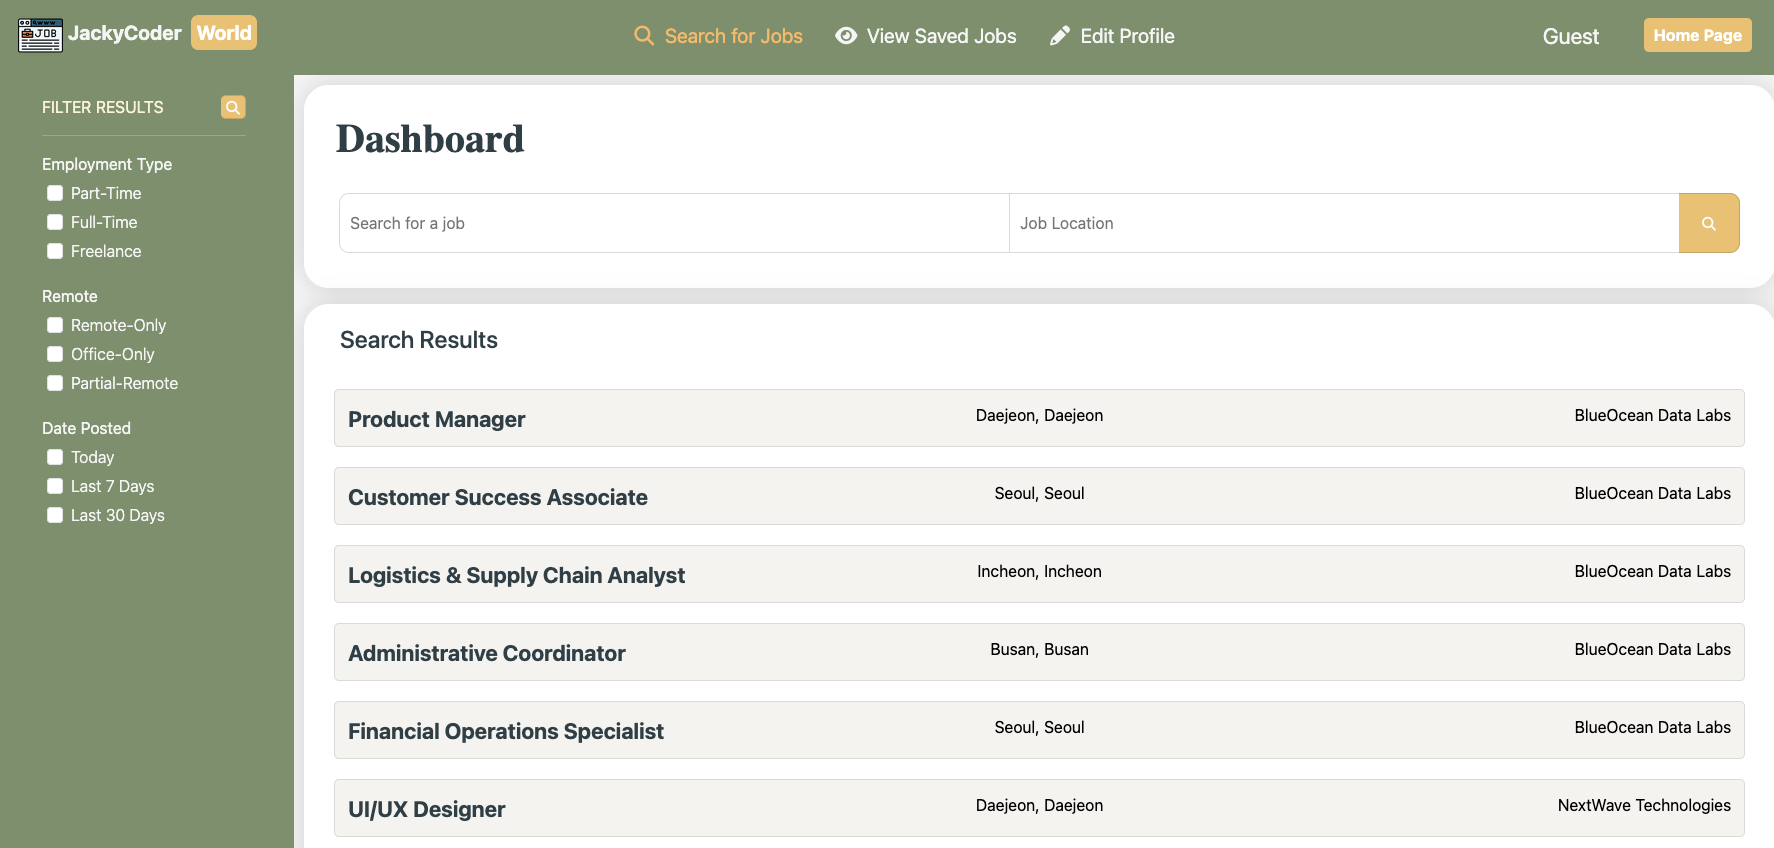 JackyCoder World
Search for Jobs
View Saved Jobs
Edit Profile
Guest
Home Page
FILTER RESULTS
Employment Type
Part-Time
Full-Time
Freelance
Remote
Remote-Only
Office-Only
Partial-Remote
Date Posted
Today
Last 7 Days
Last 30 Days
Dashboard
Search for a job
Job Location
Search Results
Product Manager Daejeon, Daejeon BlueOcean Data Labs
Customer Success Associate Seoul, Seoul BlueOcean Data Labs
Logistics & Supply Chain Analyst Incheon, Incheon BlueOcean Data Labs
Administrative Coordinator Busan, Busan BlueOcean Data Labs
Financial Operations Specialist Seoul, Seoul BlueOcean Data Labs
UI/UX Designer Daejeon, Daejeon NextWave Technologies